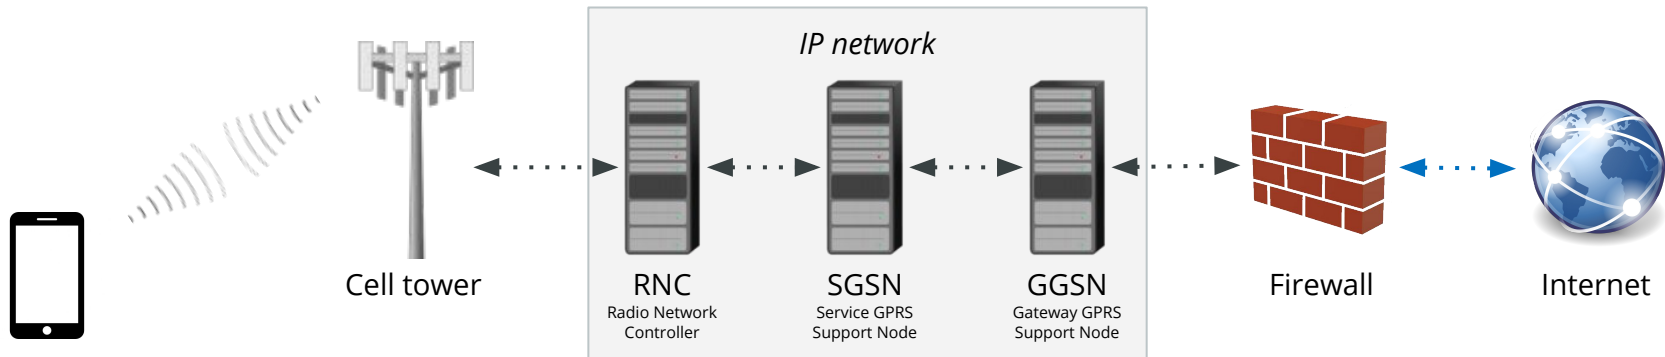 IP network
Cell tower
RNC
Radio Network
Controller
SGSN
Service GPRS
Support Node
GGSN
Gateway GPRS
Support Node
Firewall
Internet